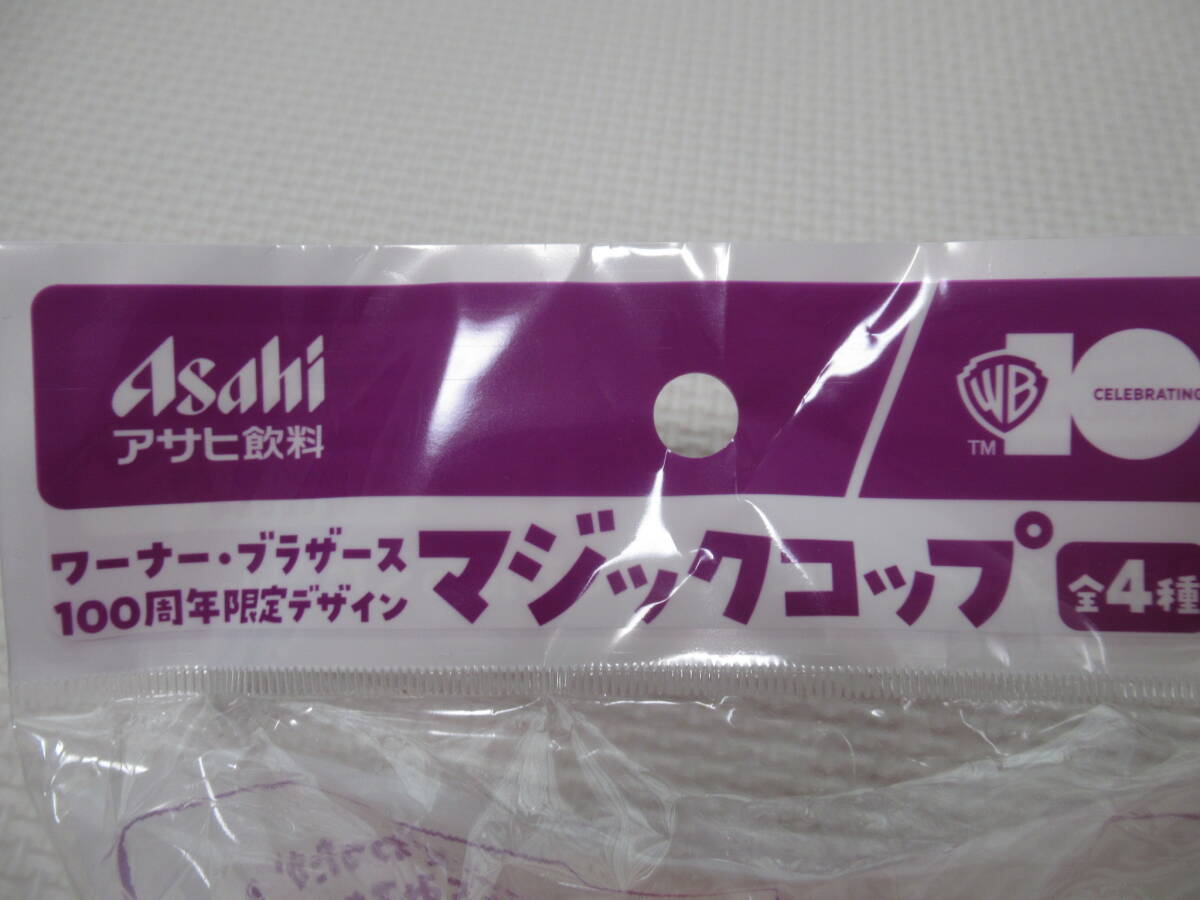 Asahi
アサヒ飲料
WB
TM
10
CELEBRATING
ワーナー・ブラザース
100周年限定デザイン
マジックコップ
全4種